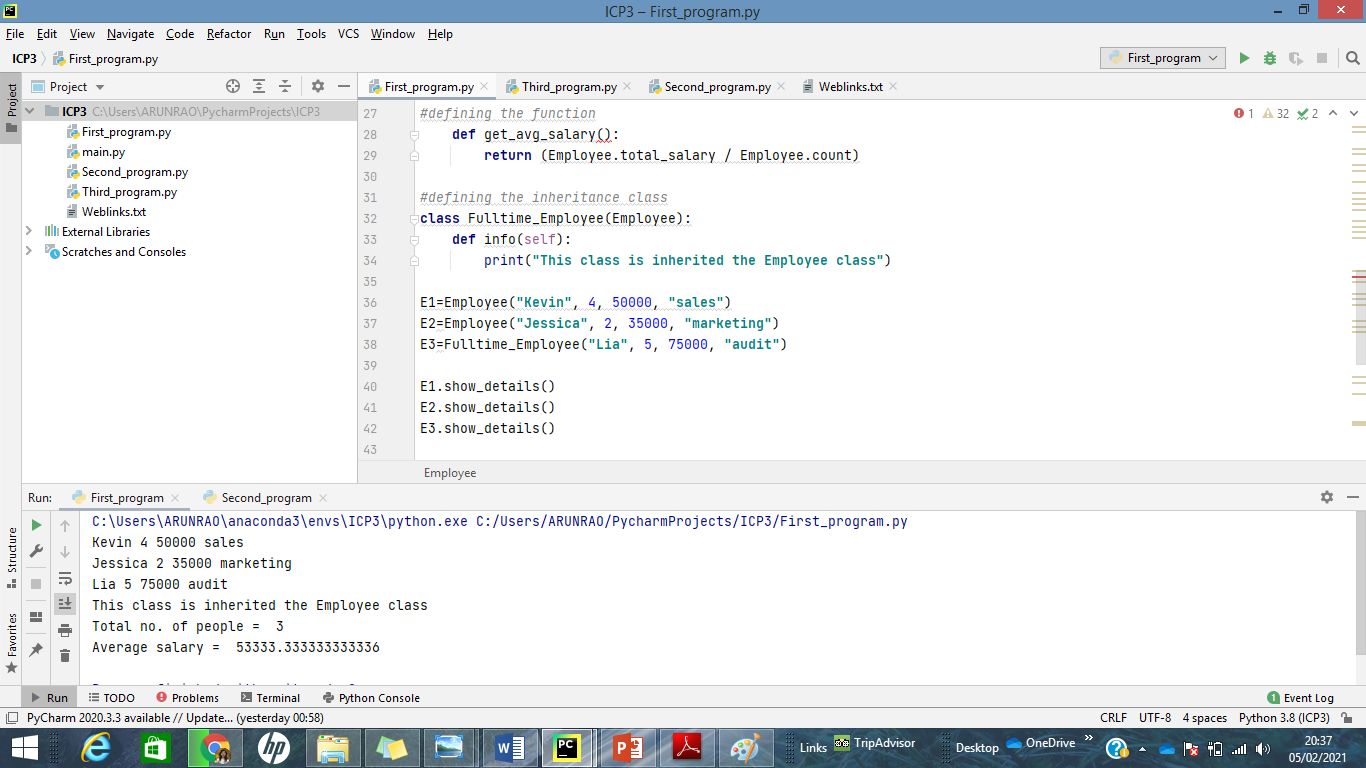 ICP3 – First_program.py
File Edit View Navigate Code Refactor Run Tools VCS Window Help
ICP3 First_program.py
First_program
Project
First_program.py Third_program.py Second_program.py Weblinks.txt
Project
ICP3 C:\Users\ARUNRAO\PycharmProjects\ICP3
First_program.py
main.py
Second_program.py
Third_program.py
Weblinks.txt
External Libraries
Scratches and Consoles
1 32 2
27 #defining the function
28 def get_avg_salary():
29 return (Employee.total_salary / Employee.count)
30
31 #defining the inheritance class
32 class Fulltime_Employee(Employee):
33 def info(self):
34 print("This class is inherited the Employee class")
35
36 E1=Employee("Kevin", 4, 50000, "sales")
37 E2=Employee("Jessica", 2, 35000, "marketing")
38 E3=Fulltime_Employee("Lia", 5, 75000, "audit")
39
40 E1.show_details()
41 E2.show_details()
42 E3.show_details()
43
Employee
Run: First_program Second_program
C:\Users\ARUNRAO\anaconda3\envs\ICP3\python.exe C:/Users/ARUNRAO/PycharmProjects/ICP3/First_program.py
Kevin 4 50000 sales
Jessica 2 35000 marketing
Lia 5 75000 audit
This class is inherited the Employee class
Total no. of people =  3
Average salary =  53333.333333333336
Structure
Favorites
Run TODO Problems Terminal Python Console
1 Event Log
PyCharm 2020.3.3 available // Update... (yesterday 00:58)
CRLF UTF-8 4 spaces Python 3.8 (ICP3)
Links TripAdvisor Desktop OneDrive
20:37
05/02/2021